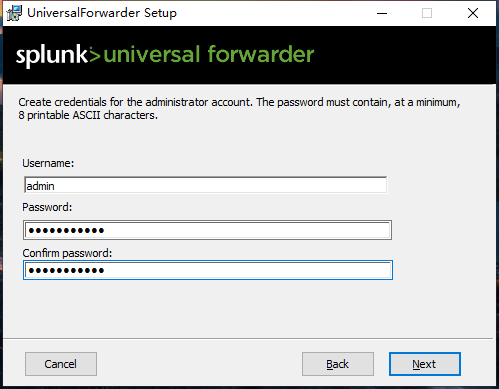 UniversalForwarder Setup
splunk>universal forwarder
Create credentials for the administrator account. The password must contain, at a minimum,
8 printable ASCII characters.
Username:
admin
Password:
●●●●●●●●●●●
Confirm password:
●●●●●●●●●●●
Cancel
Back
Next